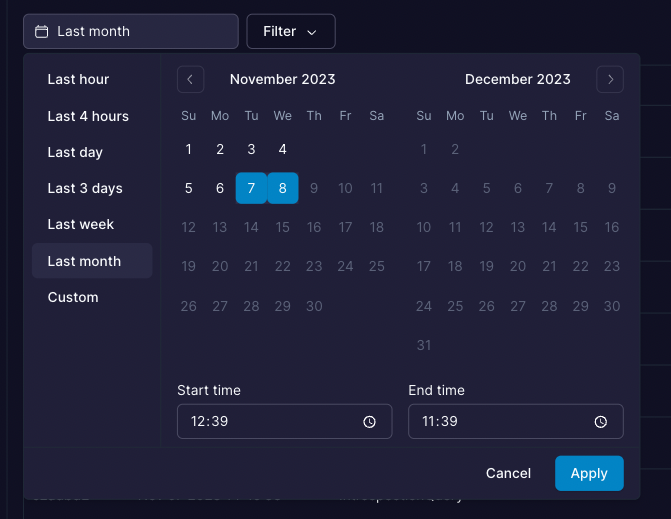 Last month Filter
Last hour
Last 4 hours
Last day
Last 3 days
Last week
Last month
Custom
November 2023
Su Mo Tu We Th Fr Sa
1 2 3 4
5 6 7 8 9 10 11
12 13 14 15 16 17 18
19 20 21 22 23 24 25
26 27 28 29 30
December 2023
Su Mo Tu We Th Fr Sa
1 2
3 4 5 6 7 8 9
10 11 12 13 14 15 16
17 18 19 20 21 22 23
24 25 26 27 28 29 30
31
Start time
12:39
End time
11:39
Cancel Apply